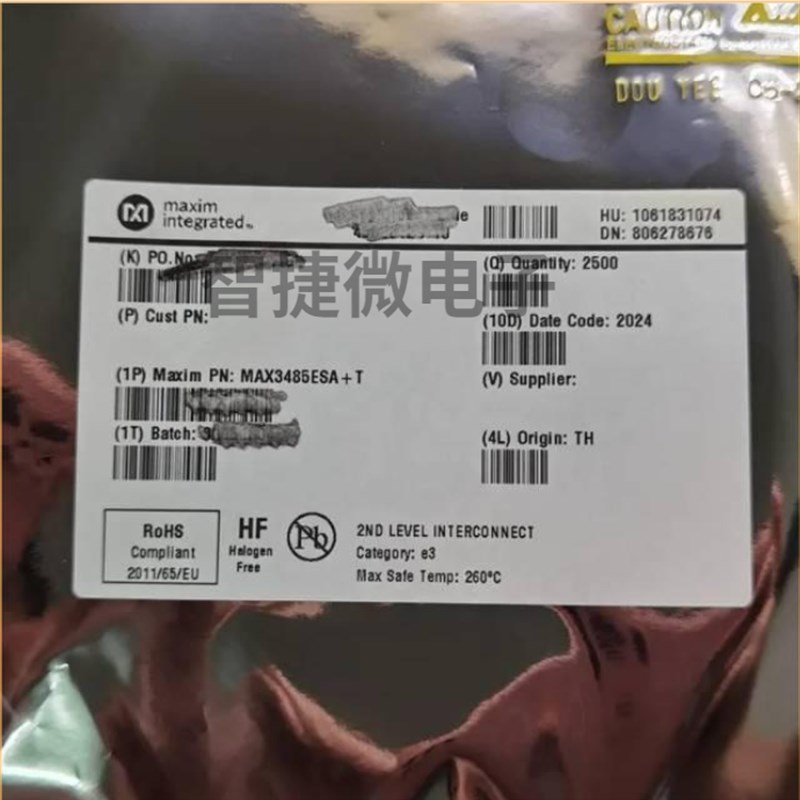 CAUTION
DOU YEE
maxim
integrated™
HU: 1061831074
DN: 806278676
(K) PO.No
(Q) Quantity: 2500
智捷微电子
(P) Cust PN:
(10D) Date Code: 2024
(1P) Maxim PN: MAX3485ESA+T
(V) Supplier:
(1T) Batch:
(4L) Origin: TH
RoHS
Compliant
2011/65/EU
HF
Halogen
Free
Pb
2ND LEVEL INTERCONNECT
Category: e3
Max Safe Temp: 260°C